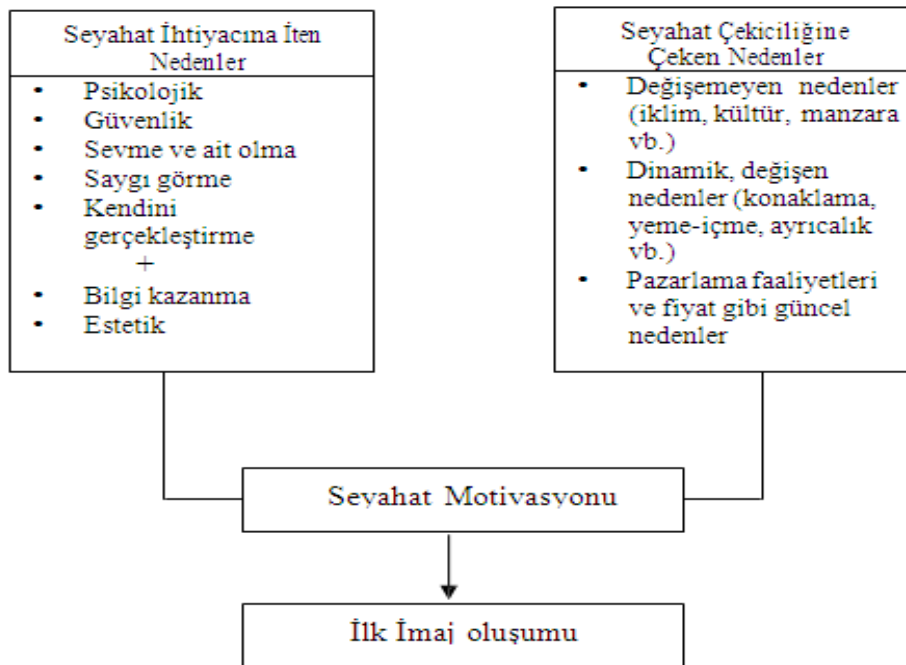 Seyahat İhtiyacına İten
Nedenler
• Psikolojik
• Güvenlik
• Sevme ve ait olma
• Saygı görme
• Kendini
gerçekleştirme
+
• Bilgi kazanma
• Estetik
Seyahat Çekiciliğine
Çeken Nedenler
• Değişemeyen nedenler
(iklim, kültür, manzara
vb.)
• Dinamik, değişen
nedenler (konaklama,
yeme-içme, ayrıcalık
vb.)
• Pazarlama faaliyetleri
ve fiyat gibi güncel
nedenler
Seyahat Motivasyonu
İlk İmaj oluşumu